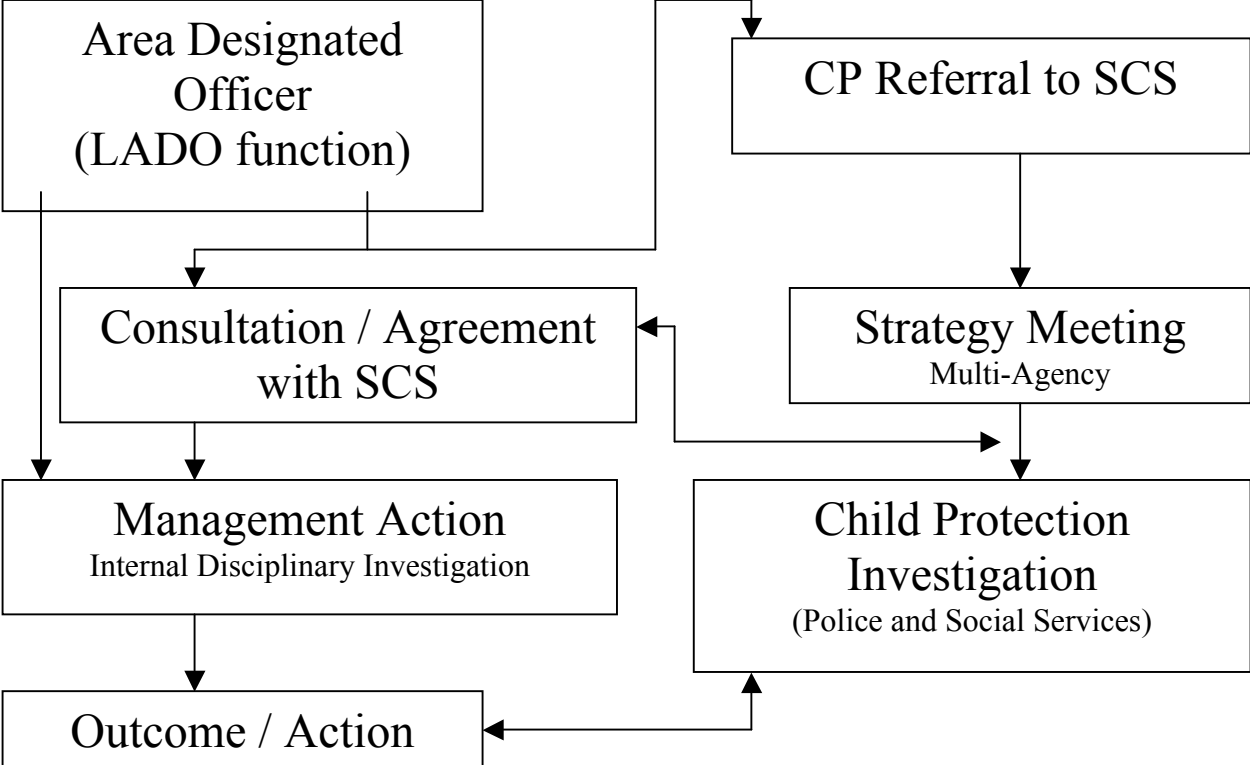 Area Designated
Officer
(LADO function)
CP Referral to SCS
Consultation / Agreement
with SCS
Strategy Meeting
Multi-Agency
Management Action
Internal Disciplinary Investigation
Child Protection
Investigation
(Police and Social Services)
Outcome / Action